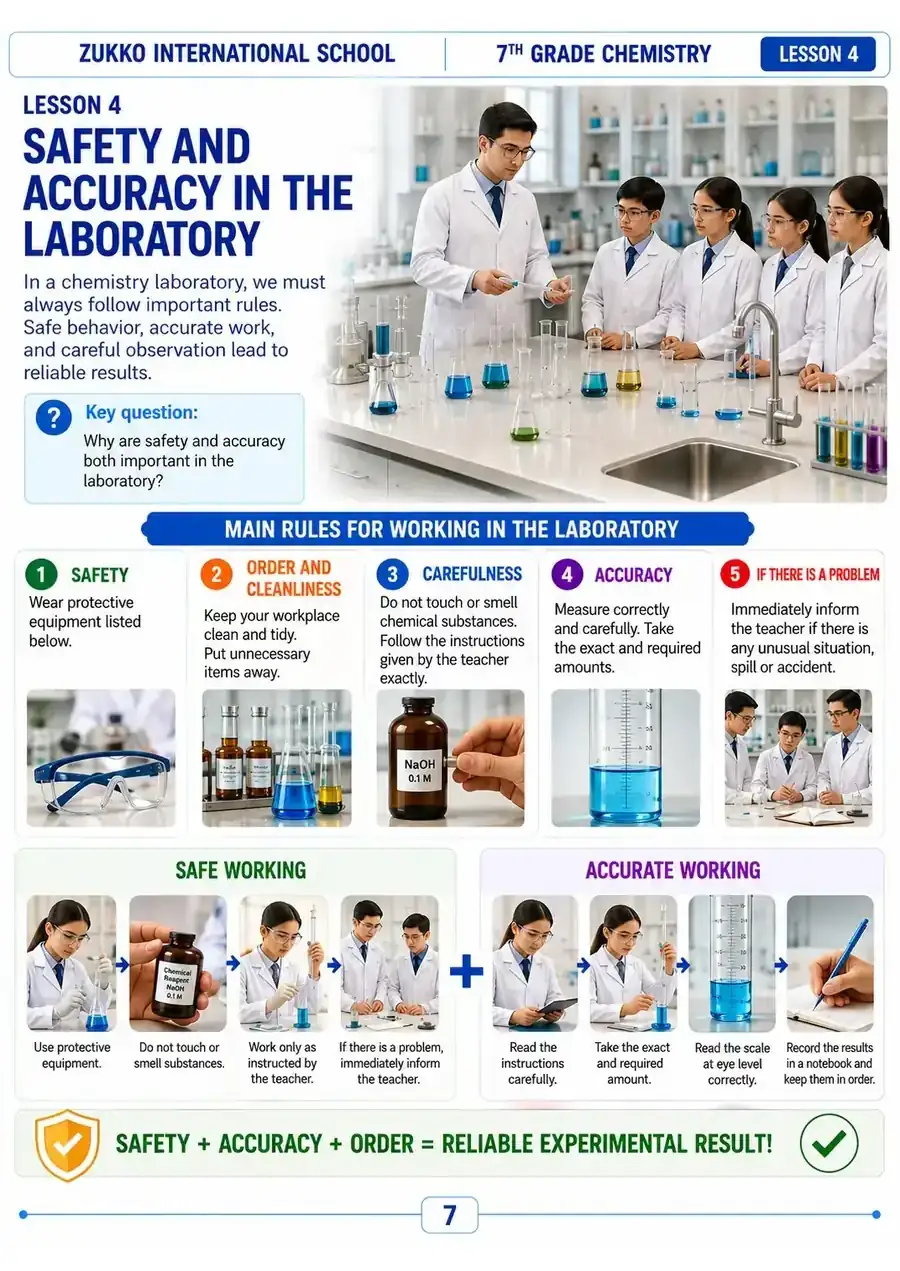 ZUKKO INTERNATIONAL SCHOOL
7TH GRADE CHEMISTRY
LESSON 4
LESSON 4
SAFETY AND
ACCURACY IN THE
LABORATORY
In a chemistry laboratory, we must
always follow important rules.
Safe behavior, accurate work,
and careful observation lead to
reliable results.
?
Key question:
Why are safety and accuracy
both important in the
laboratory?
MAIN RULES FOR WORKING IN THE LABORATORY
1 SAFETY
Wear protective
equipment listed
below.
2 ORDER AND
CLEANLINESS
Keep your workplace
clean and tidy.
Put unnecessary
items away.
3 CAREFULNESS
Do not touch or smell
chemical substances.
Follow the instructions
given by the teacher
exactly.
NaOH
0.1 M
4 ACCURACY
Measure correctly
and carefully. Take
the exact and required
amounts.
5 IF THERE IS A PROBLEM
Immediately inform
the teacher if there is
any unusual situation,
spill or accident.
SAFE WORKING
Use protective
equipment.
Chemical
Reagent
NaOH
0.1 M
Do not touch or
smell substances.
Work only as
instructed by
the teacher.
If there is a problem,
immediately inform
the teacher.
+
ACCURATE WORKING
Read the
instructions
carefully.
Take the exact
and required
amount.
Read the scale
at eye level
correctly.
Record the results
in a notebook and
keep them in order.
SAFETY + ACCURACY + ORDER = RELIABLE EXPERIMENTAL RESULT!
7